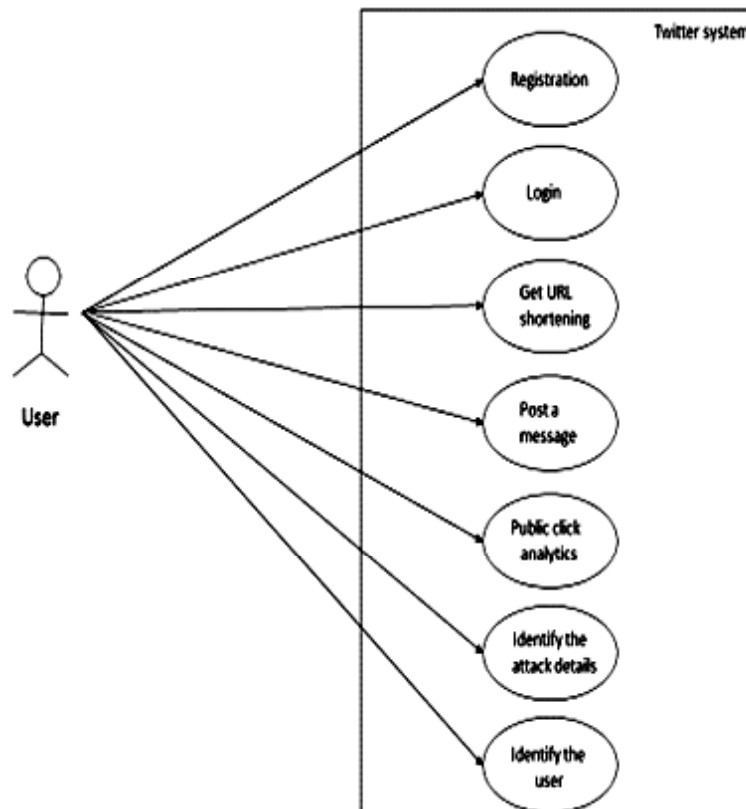 Twitter system
Registration
Login
Get URL
shortening
User
Post a
message
Public click
analytics
Identify the
attack details
Identify the
user